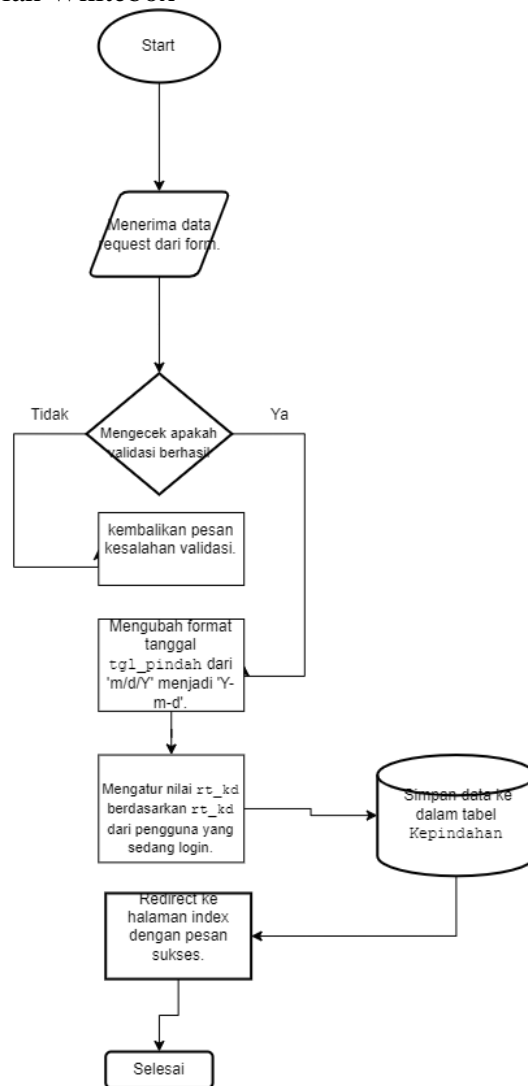 Start
Menerima data
request dari form.
Tidak
Ya
Mengecek apakah
validasi berhasil
kembalikan pesan
kesalahan validasi.
Mengubah format
tanggal
tgl_pindah dari
'm/d/Y' menjadi 'Y-
m-d'.
Mengatur nilai rt_kd
berdasarkan rt_kd
dari pengguna yang
sedang login.
Simpan data ke
dalam tabel
Kepindahan
Redirect ke
halaman index
dengan pesan
sukses.
Selesai